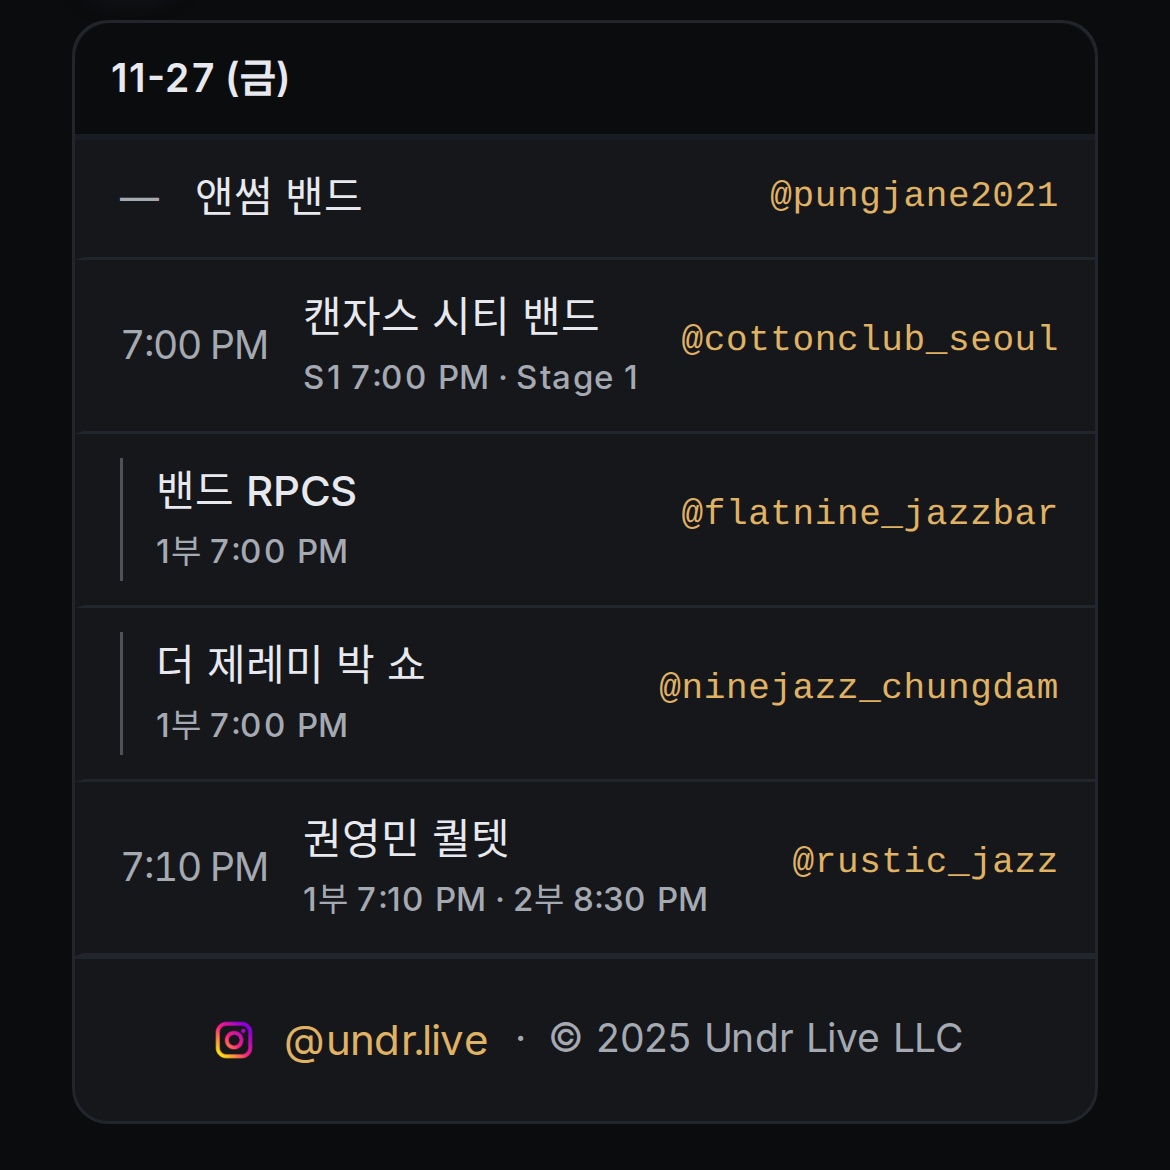 11-27 (금)
— 앤썸 밴드 @pungjane2021
7:00 PM 캔자스 시티 밴드 @cottonclub_seoul
S1 7:00 PM · Stage 1
밴드 RPCS @flatnine_jazzbar
1부 7:00 PM
더 제레미 박 쇼 @ninejazz_chungdam
1부 7:00 PM
7:10 PM 권영민 퀄텟 @rustic_jazz
1부 7:10 PM · 2부 8:30 PM
@undr.live · © 2025 Undr Live LLC